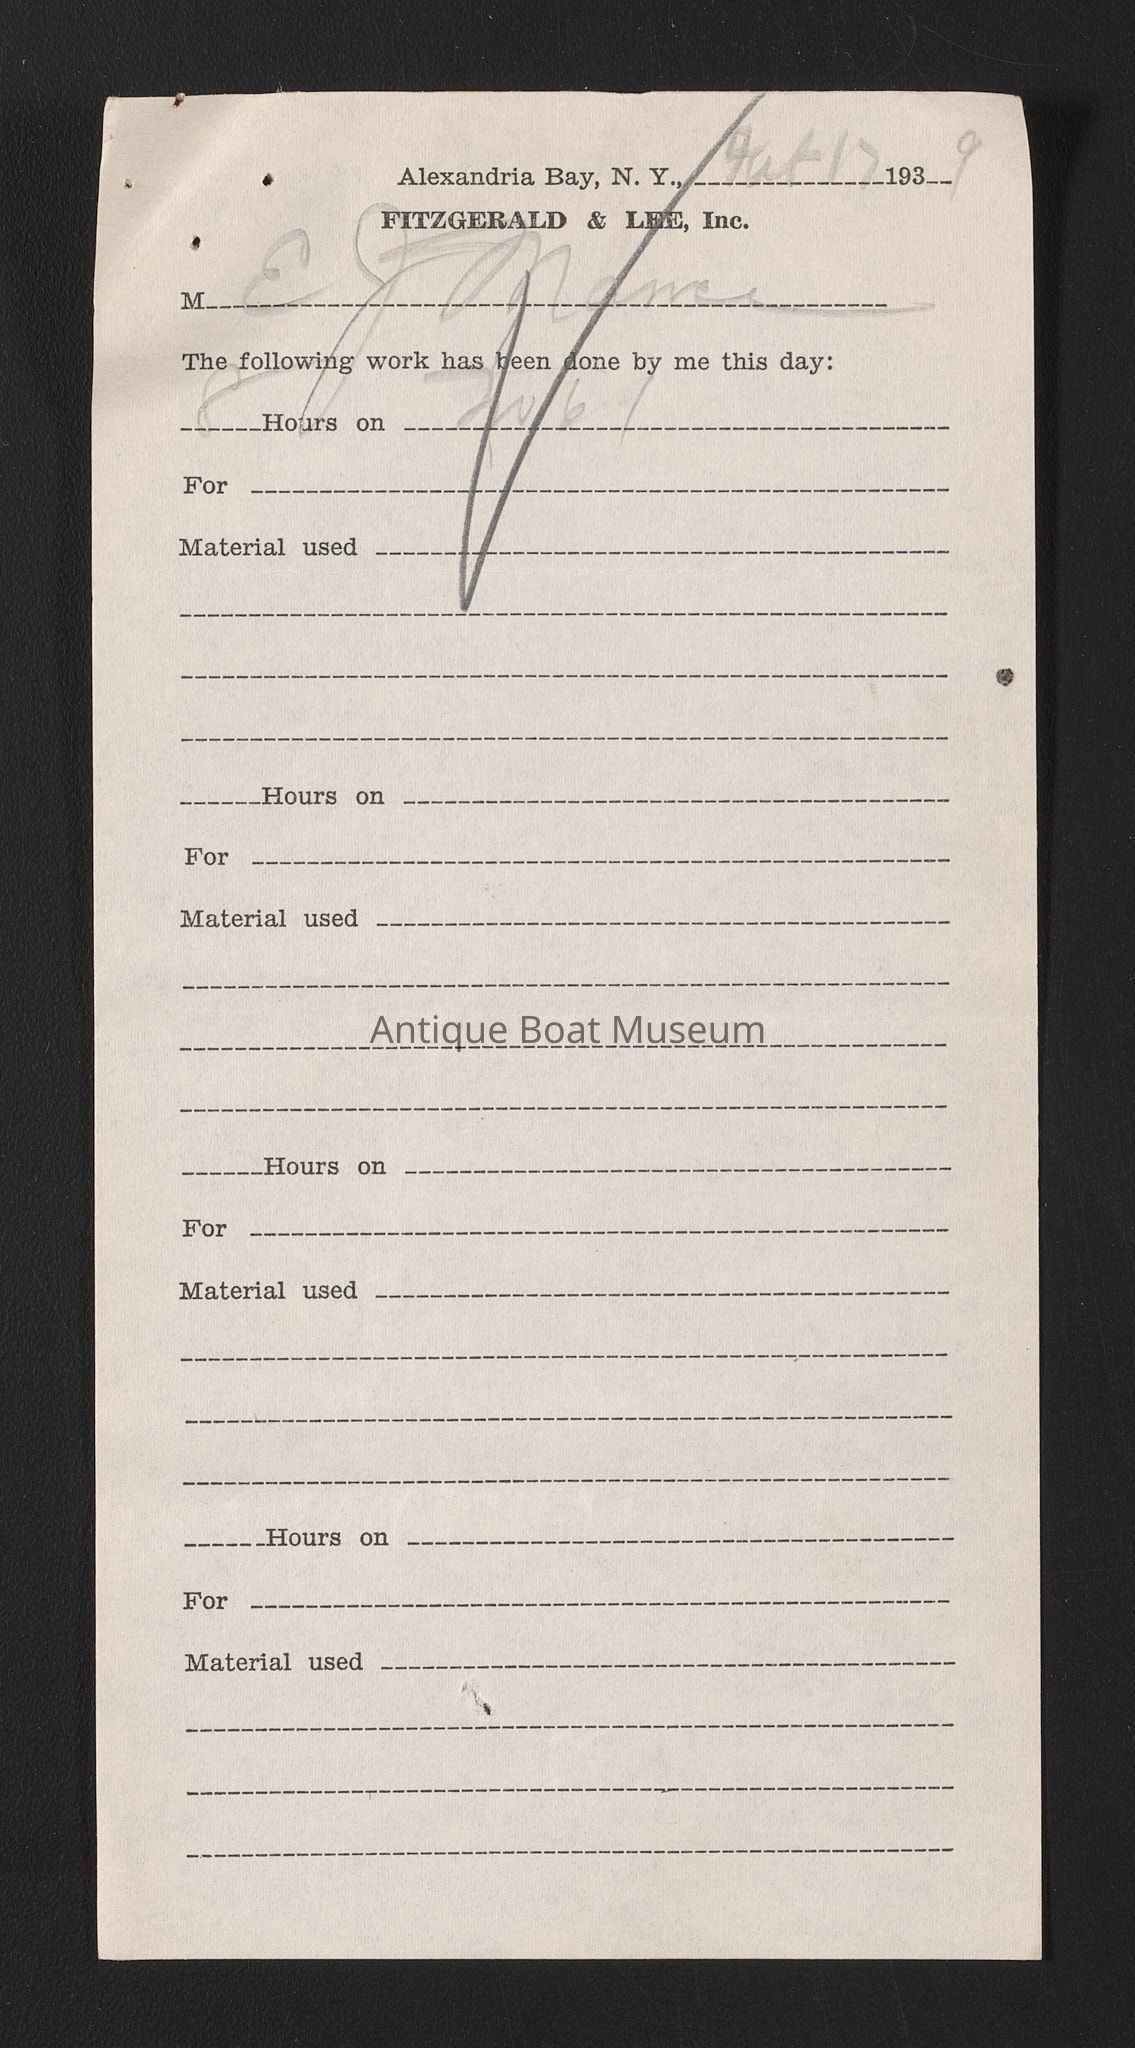 Alexandria Bay, N. Y., 17 1939
FITZGERALD & LEE, Inc.
M E J
The following work has been done by me this day:
8 Hours on
For
Material used
Hours on
For
Material used
Antique Boat Museum
Hours on
For
Material used
Hours on
For
Material used